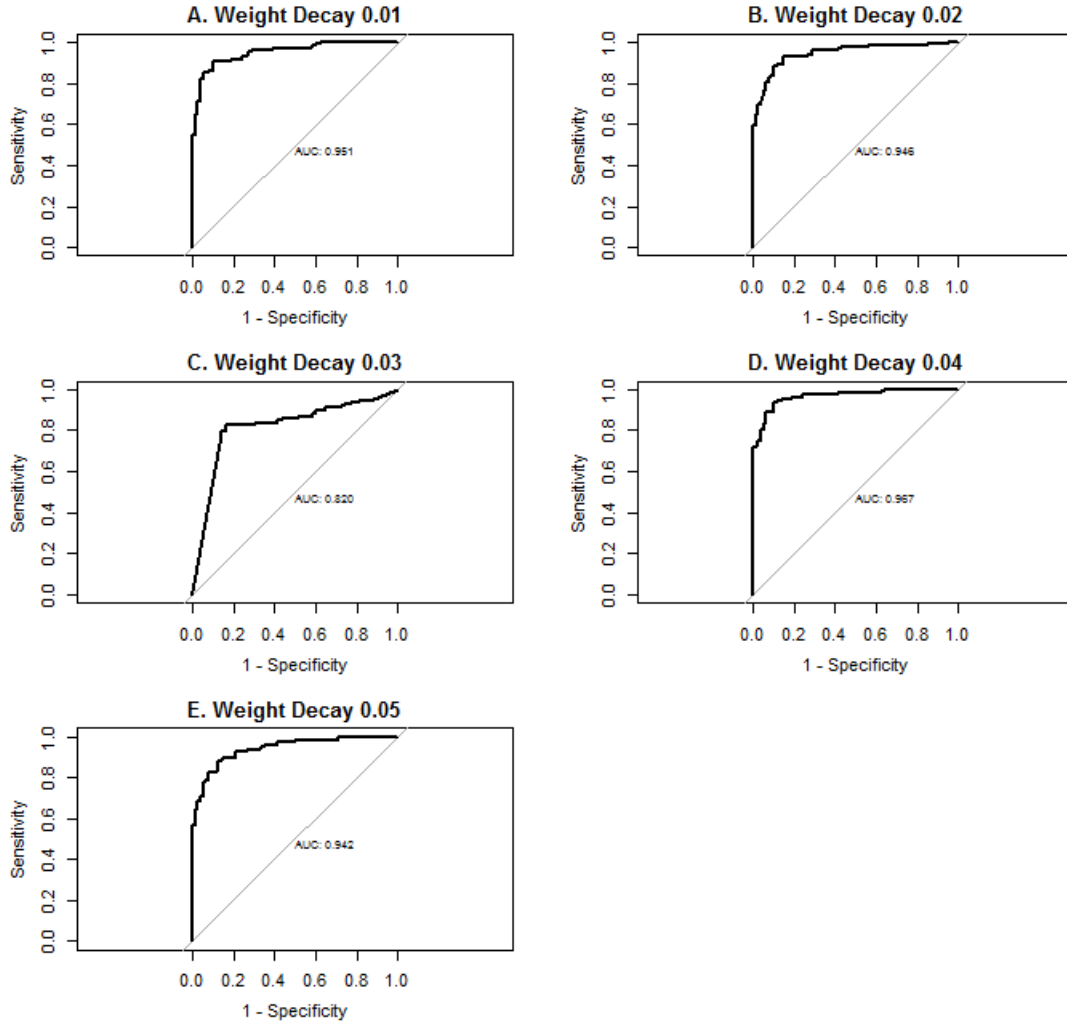 A. Weight Decay 0.01
Sensitivity
0.0 0.2 0.4 0.6 0.8 1.0
AUC: 0.951
0.0 0.2 0.4 0.6 0.8 1.0
1 - Specificity
B. Weight Decay 0.02
Sensitivity
0.0 0.2 0.4 0.6 0.8 1.0
AUC: 0.946
0.0 0.2 0.4 0.6 0.8 1.0
1 - Specificity
C. Weight Decay 0.03
Sensitivity
0.0 0.2 0.4 0.6 0.8 1.0
AUC: 0.820
0.0 0.2 0.4 0.6 0.8 1.0
1 - Specificity
D. Weight Decay 0.04
Sensitivity
0.0 0.2 0.4 0.6 0.8 1.0
AUC: 0.967
0.0 0.2 0.4 0.6 0.8 1.0
1 - Specificity
E. Weight Decay 0.05
Sensitivity
0.0 0.2 0.4 0.6 0.8 1.0
AUC: 0.942
0.0 0.2 0.4 0.6 0.8 1.0
1 - Specificity